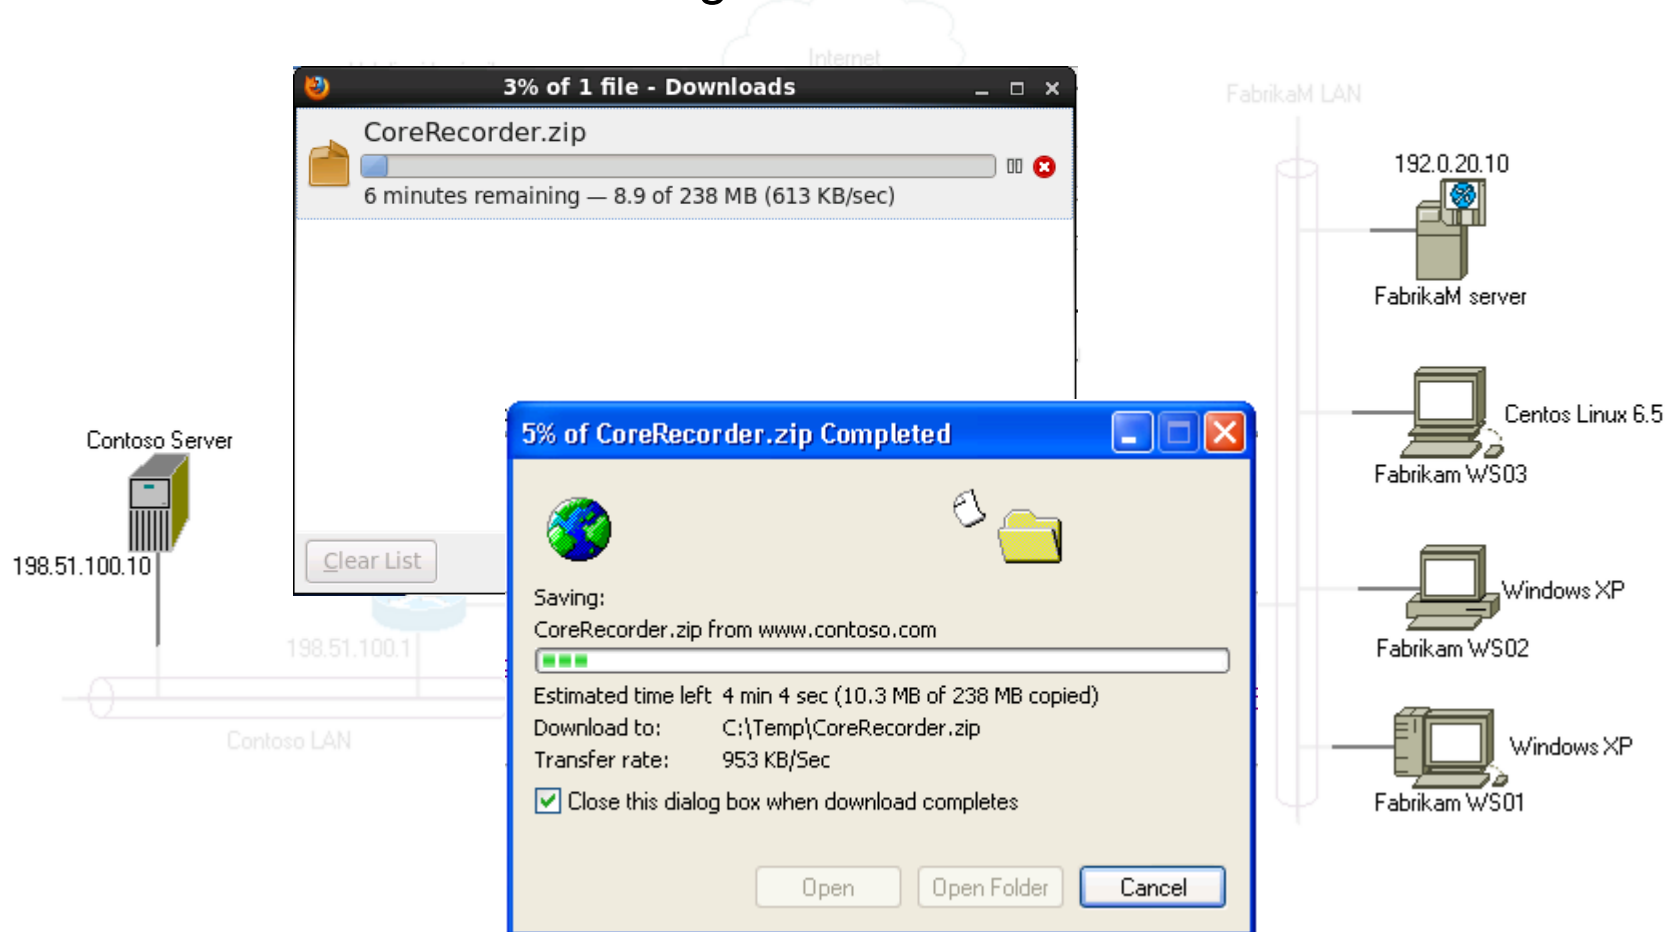 Internet
FabrikaM LAN
3% of 1 file - Downloads
CoreRecorder.zip
6 minutes remaining — 8.9 of 238 MB (613 KB/sec)
Clear List
192.0.20.10
FabrikaM server
Centos Linux 6.5
Fabrikam WS03
Windows XP
Fabrikam WS02
Windows XP
Fabrikam WS01
Contoso Server
198.51.100.10
198.51.100.1
Contoso LAN
5% of CoreRecorder.zip Completed
Saving:
CoreRecorder.zip from www.contoso.com
Estimated time left 4 min 4 sec (10.3 MB of 238 MB copied)
Download to: C:\Temp\CoreRecorder.zip
Transfer rate: 953 KB/Sec
Close this dialog box when download completes
Open
Open Folder
Cancel